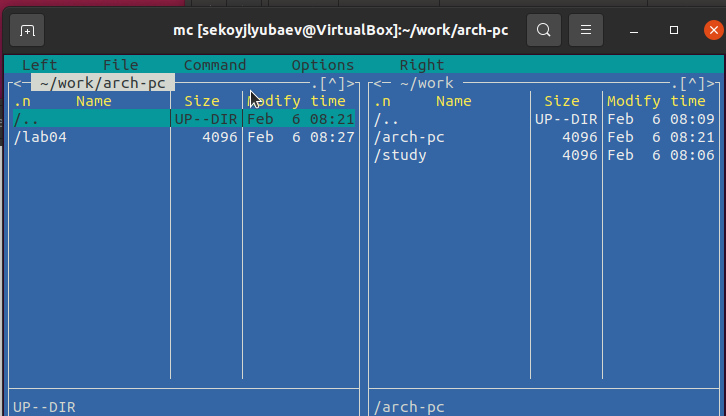 mc [sekoyjlyubaev@VirtualBox]:~/work/arch-pc
Left File Command Options Right
<─ ~/work/arch-pc ─.[^]>
.n Name Size Modify time
/.. UP--DIR Feb 6 08:21
/lab04 4096 Feb 6 08:27
UP--DIR
<─ ~/work ─.[^]>
.n Name Size Modify time
/.. UP--DIR Feb 6 08:09
/arch-pc 4096 Feb 6 08:21
/study 4096 Feb 6 08:06
/arch-pc